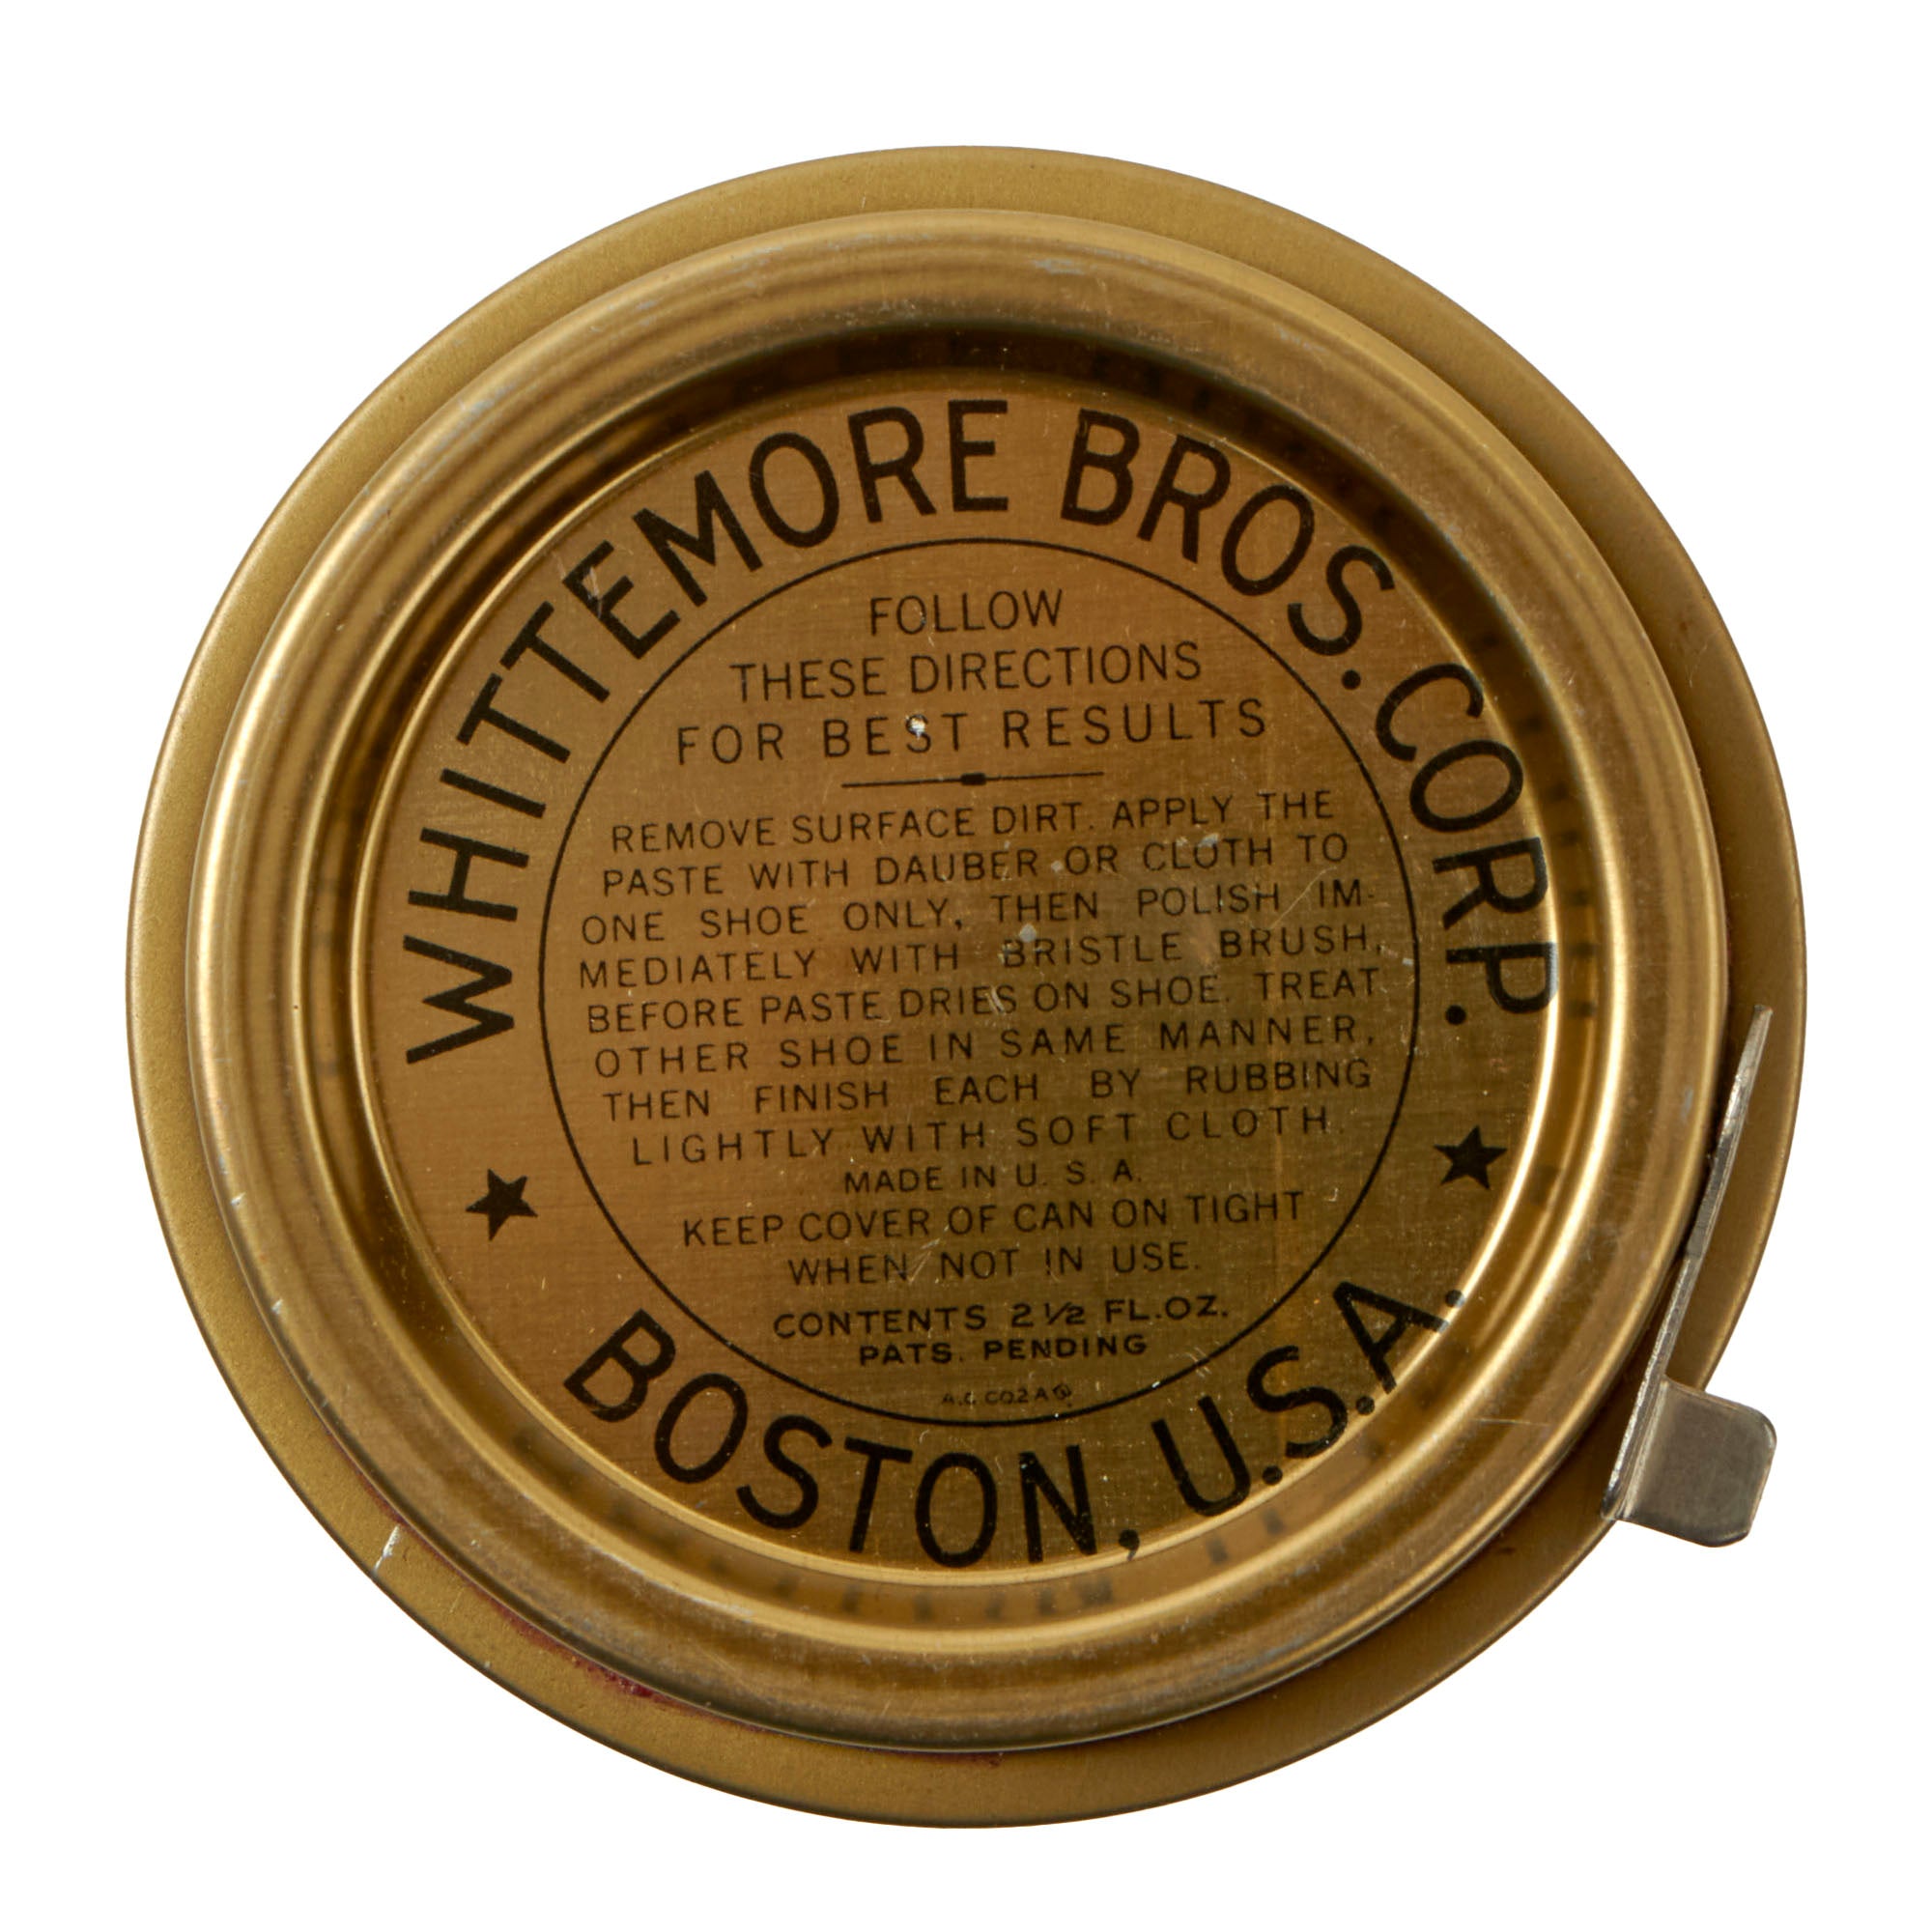 WHITTEMORE BROS. CORP.
FOLLOW
THESE DIRECTIONS
FOR BEST RESULTS
REMOVE SURFACE DIRT. APPLY THE
PASTE WITH DAUBER OR CLOTH TO
ONE SHOE ONLY, THEN POLISH IM-
MEDIATELY WITH BRISTLE BRUSH,
BEFORE PASTE DRIES ON SHOE. TREAT
OTHER SHOE IN SAME MANNER,
THEN FINISH EACH BY RUBBING
LIGHTLY WITH SOFT CLOTH.
MADE IN U. S. A.
KEEP COVER OF CAN ON TIGHT
WHEN NOT IN USE.
CONTENTS 2½ FL.OZ.
PATS. PENDING
BOSTON, U.S.A.